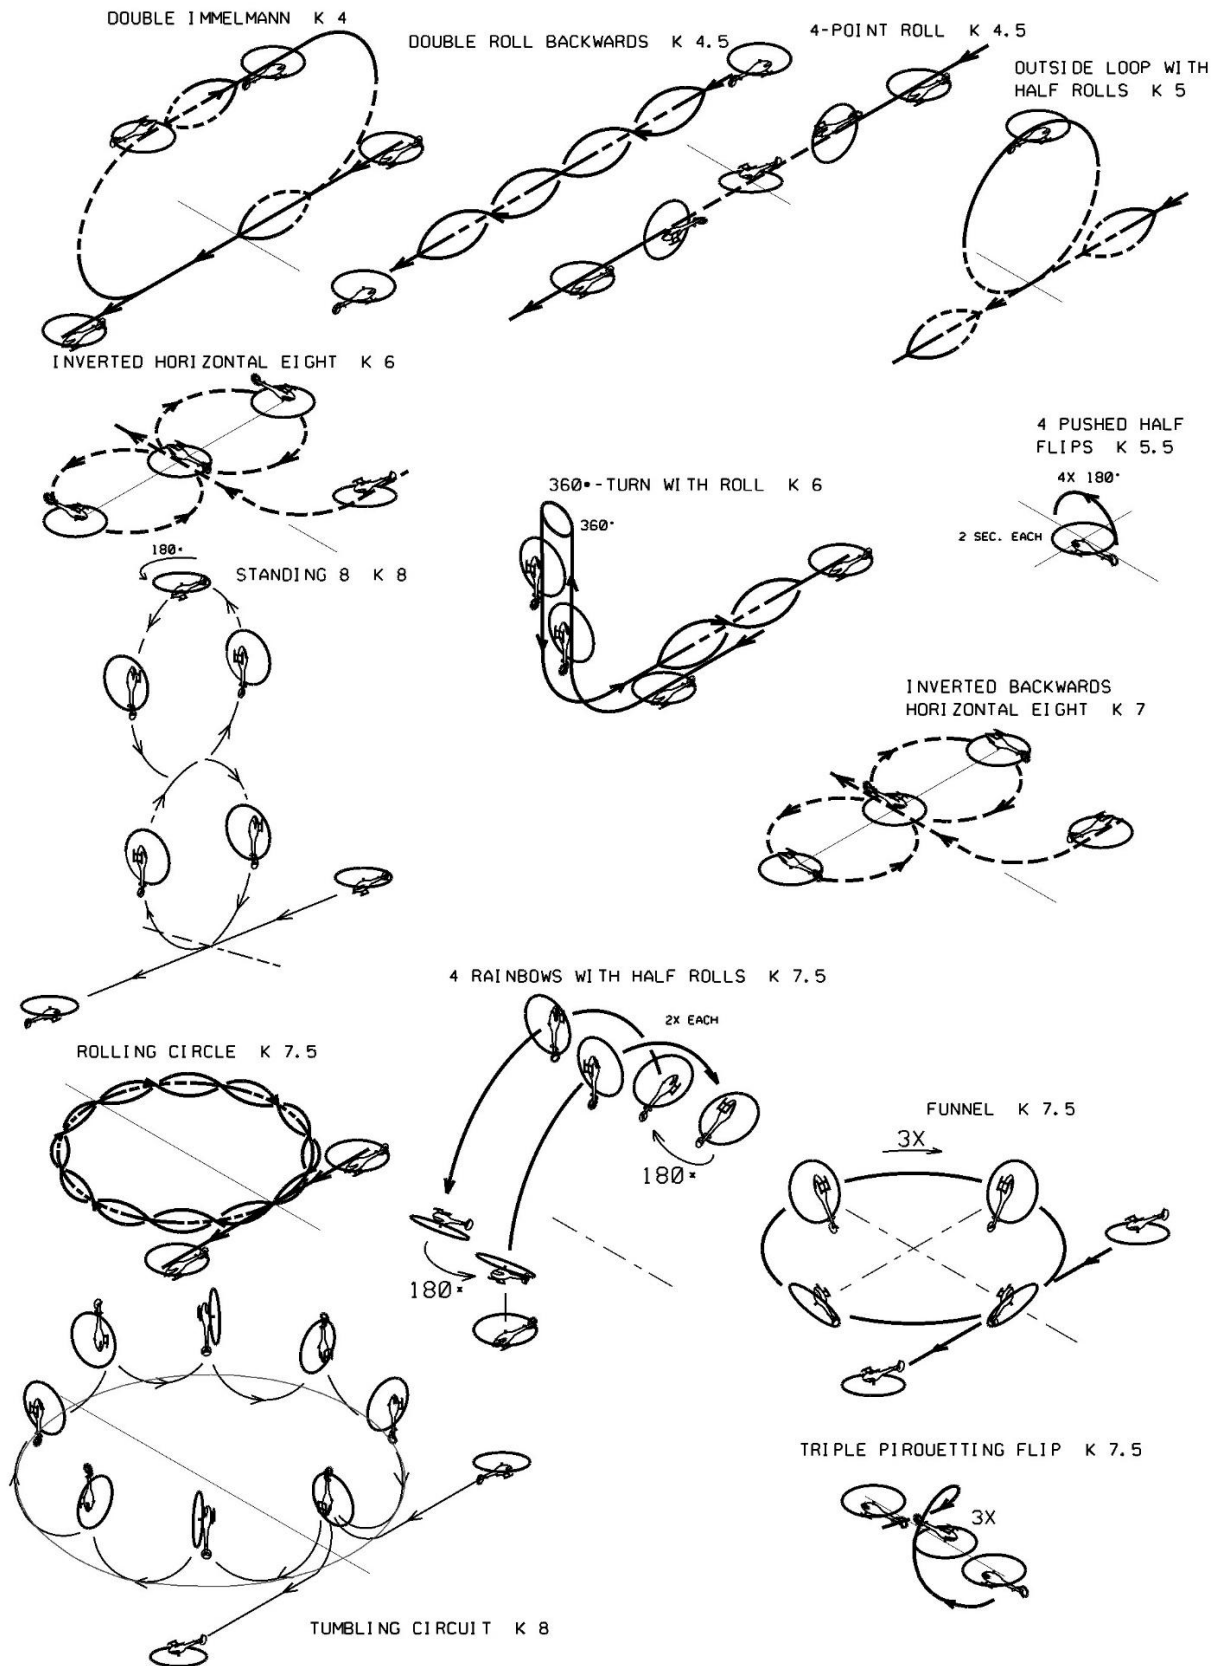 DOUBLE IMMELMANN K 4
DOUBLE ROLL BACKWARDS K 4.5
4-POINT ROLL K 4.5
OUTSIDE LOOP WITH
HALF ROLLS K 5
INVERTED HORIZONTAL EIGHT K 6
4 PUSHED HALF
FLIPS K 5.5
4X 180°
2 SEC. EACH
360°-TURN WITH ROLL K 6
360°
180°
STANDING 8 K 8
INVERTED BACKWARDS
HORIZONTAL EIGHT K 7
4 RAINBOWS WITH HALF ROLLS K 7.5
2X EACH
180°
180°
ROLLING CIRCLE K 7.5
FUNNEL K 7.5
3X
TRIPLE PIROUETTING FLIP K 7.5
3X
TUMBLING CIRCUIT K 8